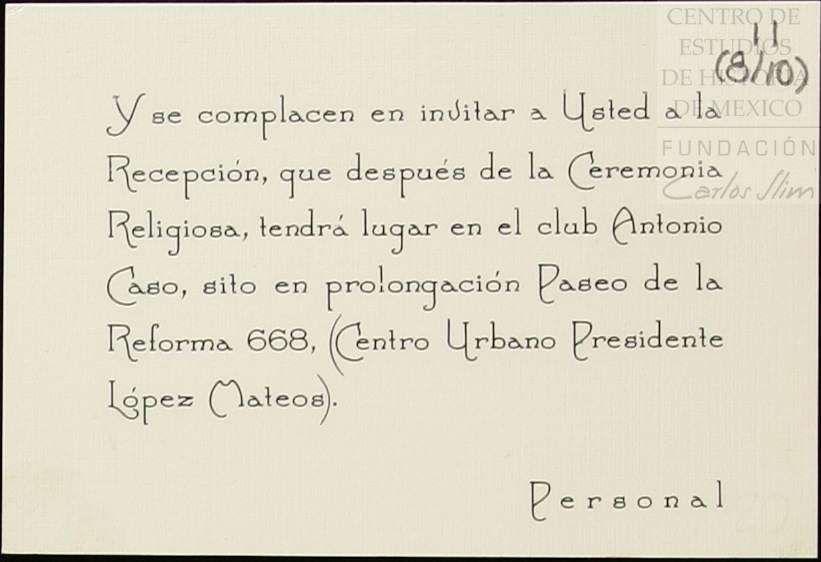 CENTRO DE
ESTUDIOS
DE HISTORIA
DE MEXICO
FUNDACIÓN
Carlos Slim
11
(8/10)
Y se complacen en invitar a Usted a la
Recepción, que después de la Ceremonia
Religiosa, tendrá lugar en el club Antonio
Caso, sito en prolongación Paseo de la
Reforma 668, (Centro Urbano Presidente
López Mateos).
Personal